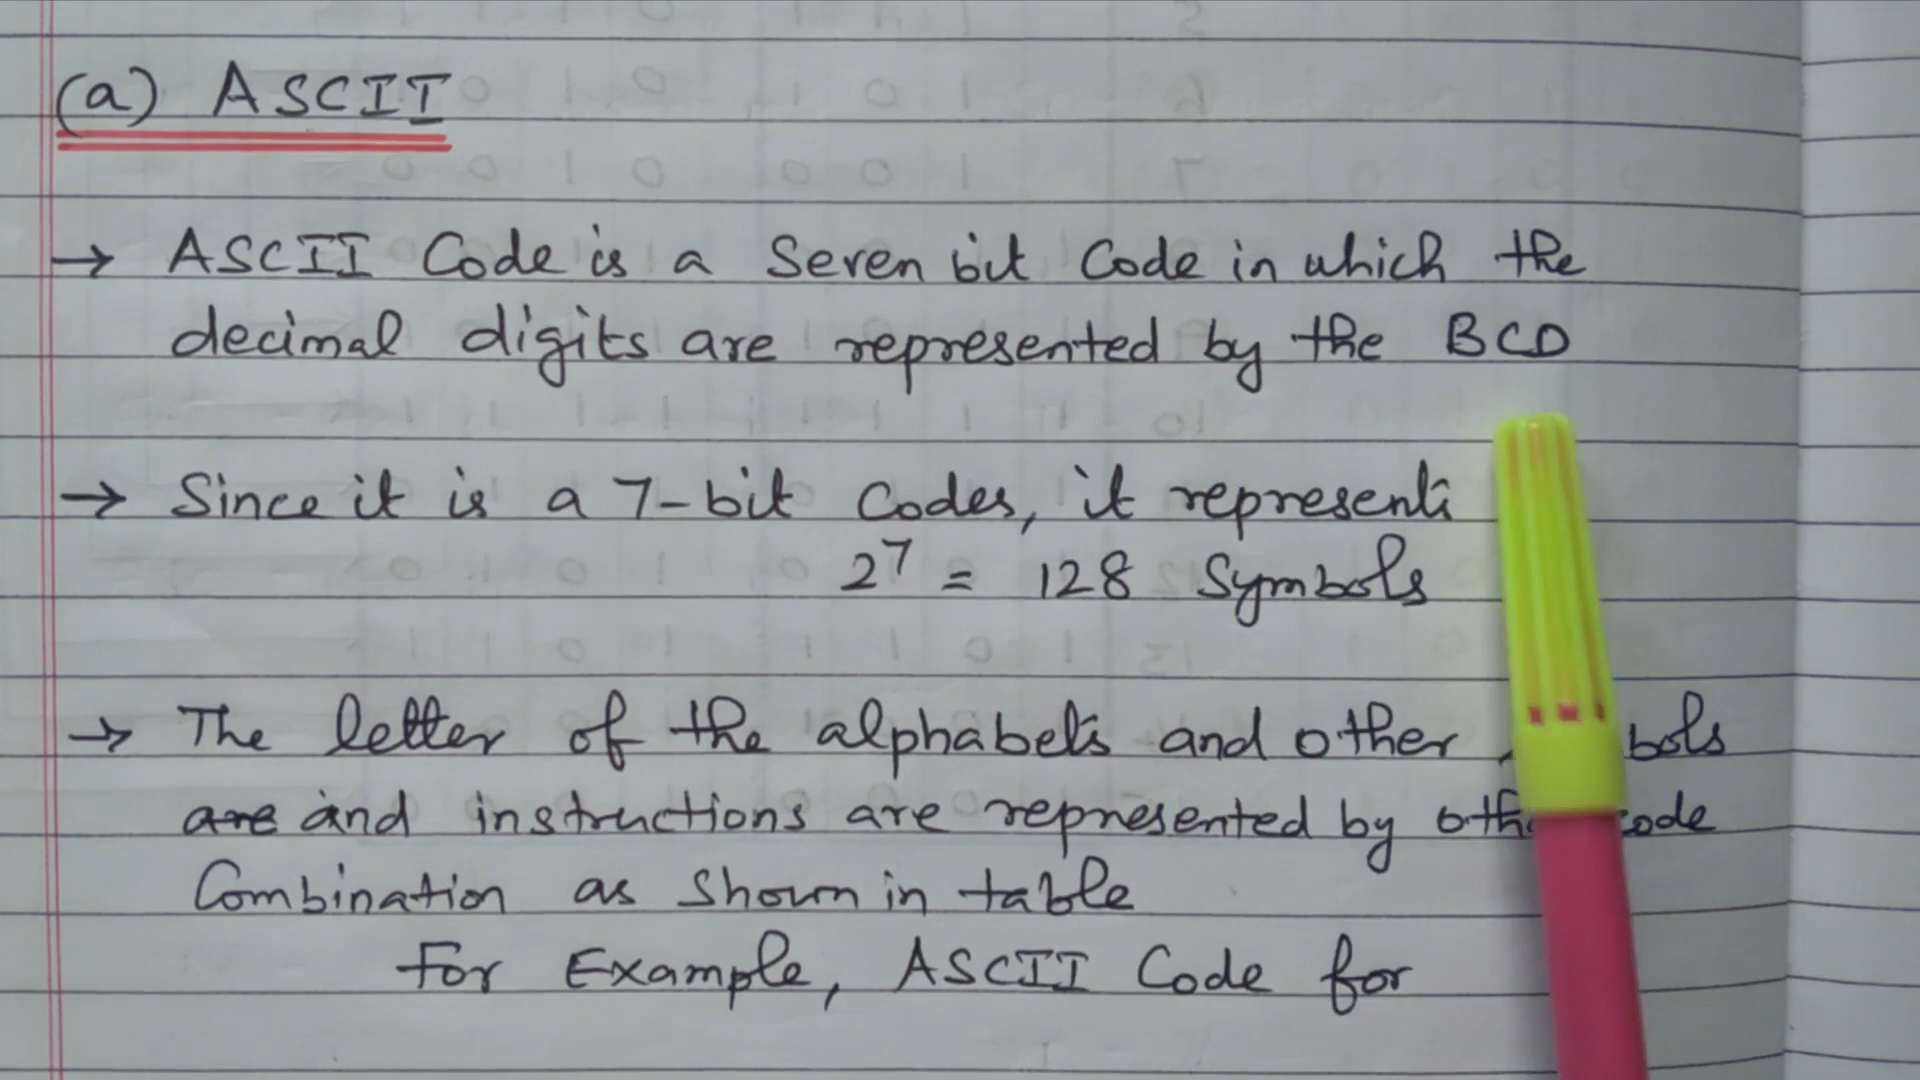 (a) ASCII
→ ASCII Code is a Seven bit Code in which the
decimal digits are represented by the BCD
→ Since it is a 7-bit Codes, it represents
2⁷ = 128 Symbols
→ The letter of the alphabets and other bols
are and instructions are represented by oth code
Combination as shown in table
For Example, ASCII Code for